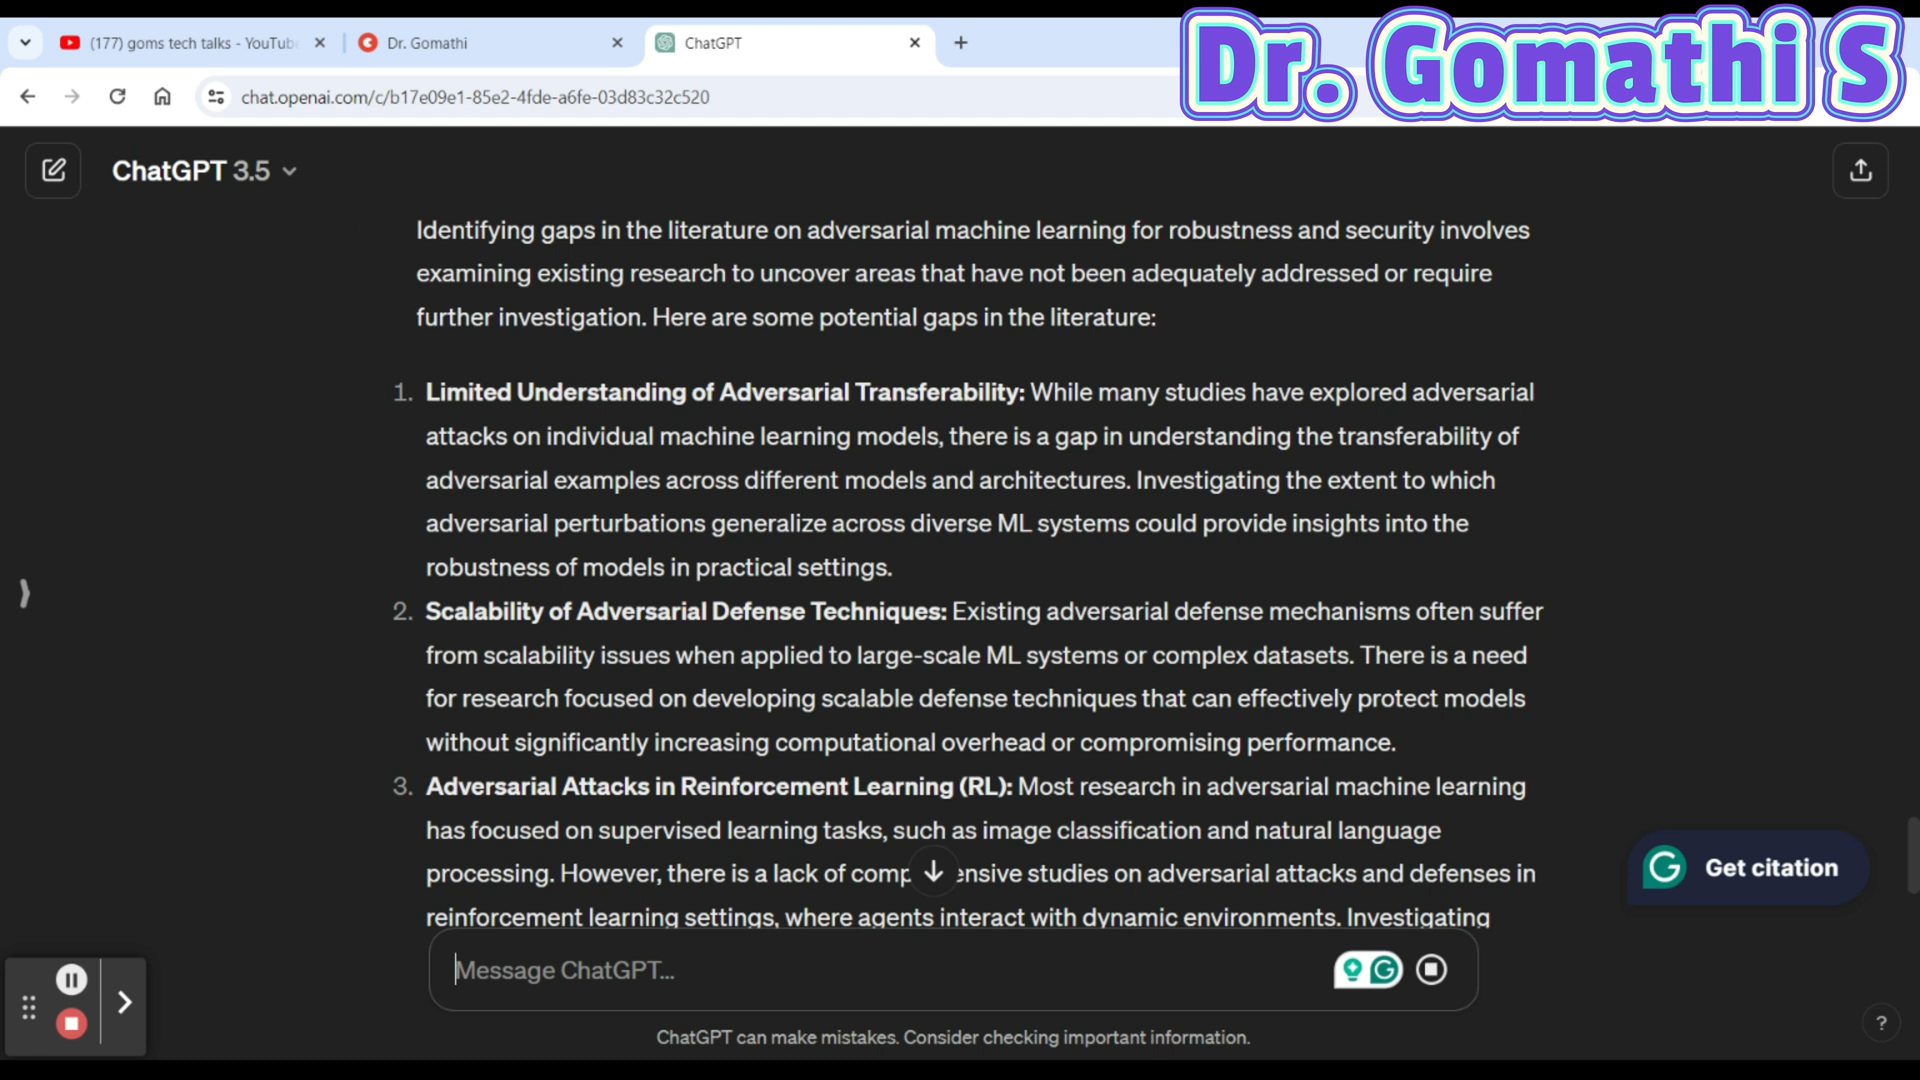 (177) goms tech talks - YouTub
Dr. Gomathi
ChatGPT
Dr. Gomathi S
chat.openai.com/c/b17e09e1-85e2-4fde-a6fe-03d83c32c520
ChatGPT 3.5
Identifying gaps in the literature on adversarial machine learning for robustness and security involves
examining existing research to uncover areas that have not been adequately addressed or require
further investigation. Here are some potential gaps in the literature:
1. Limited Understanding of Adversarial Transferability: While many studies have explored adversarial
attacks on individual machine learning models, there is a gap in understanding the transferability of
adversarial examples across different models and architectures. Investigating the extent to which
adversarial perturbations generalize across diverse ML systems could provide insights into the
robustness of models in practical settings.
2. Scalability of Adversarial Defense Techniques: Existing adversarial defense mechanisms often suffer
from scalability issues when applied to large-scale ML systems or complex datasets. There is a need
for research focused on developing scalable defense techniques that can effectively protect models
without significantly increasing computational overhead or compromising performance.
3. Adversarial Attacks in Reinforcement Learning (RL): Most research in adversarial machine learning
has focused on supervised learning tasks, such as image classification and natural language
processing. However, there is a lack of comp ensive studies on adversarial attacks and defenses in
reinforcement learning settings, where agents interact with dynamic environments. Investigating
Get citation
Message ChatGPT...
ChatGPT can make mistakes. Consider checking important information.
?